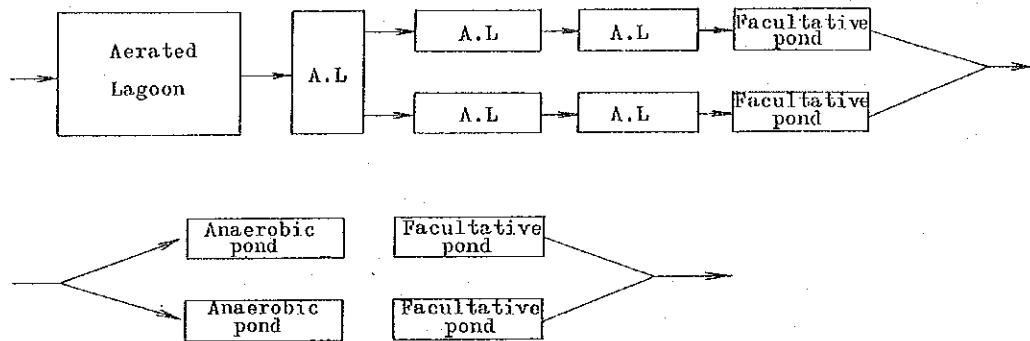 Aerated
Lagoon
A.L
A.L
A.L
Facultative
pond
A.L
A.L
Facultative
pond
Anaerobic
pond
Facultative
pond
Anaerobic
pond
Facultative
pond